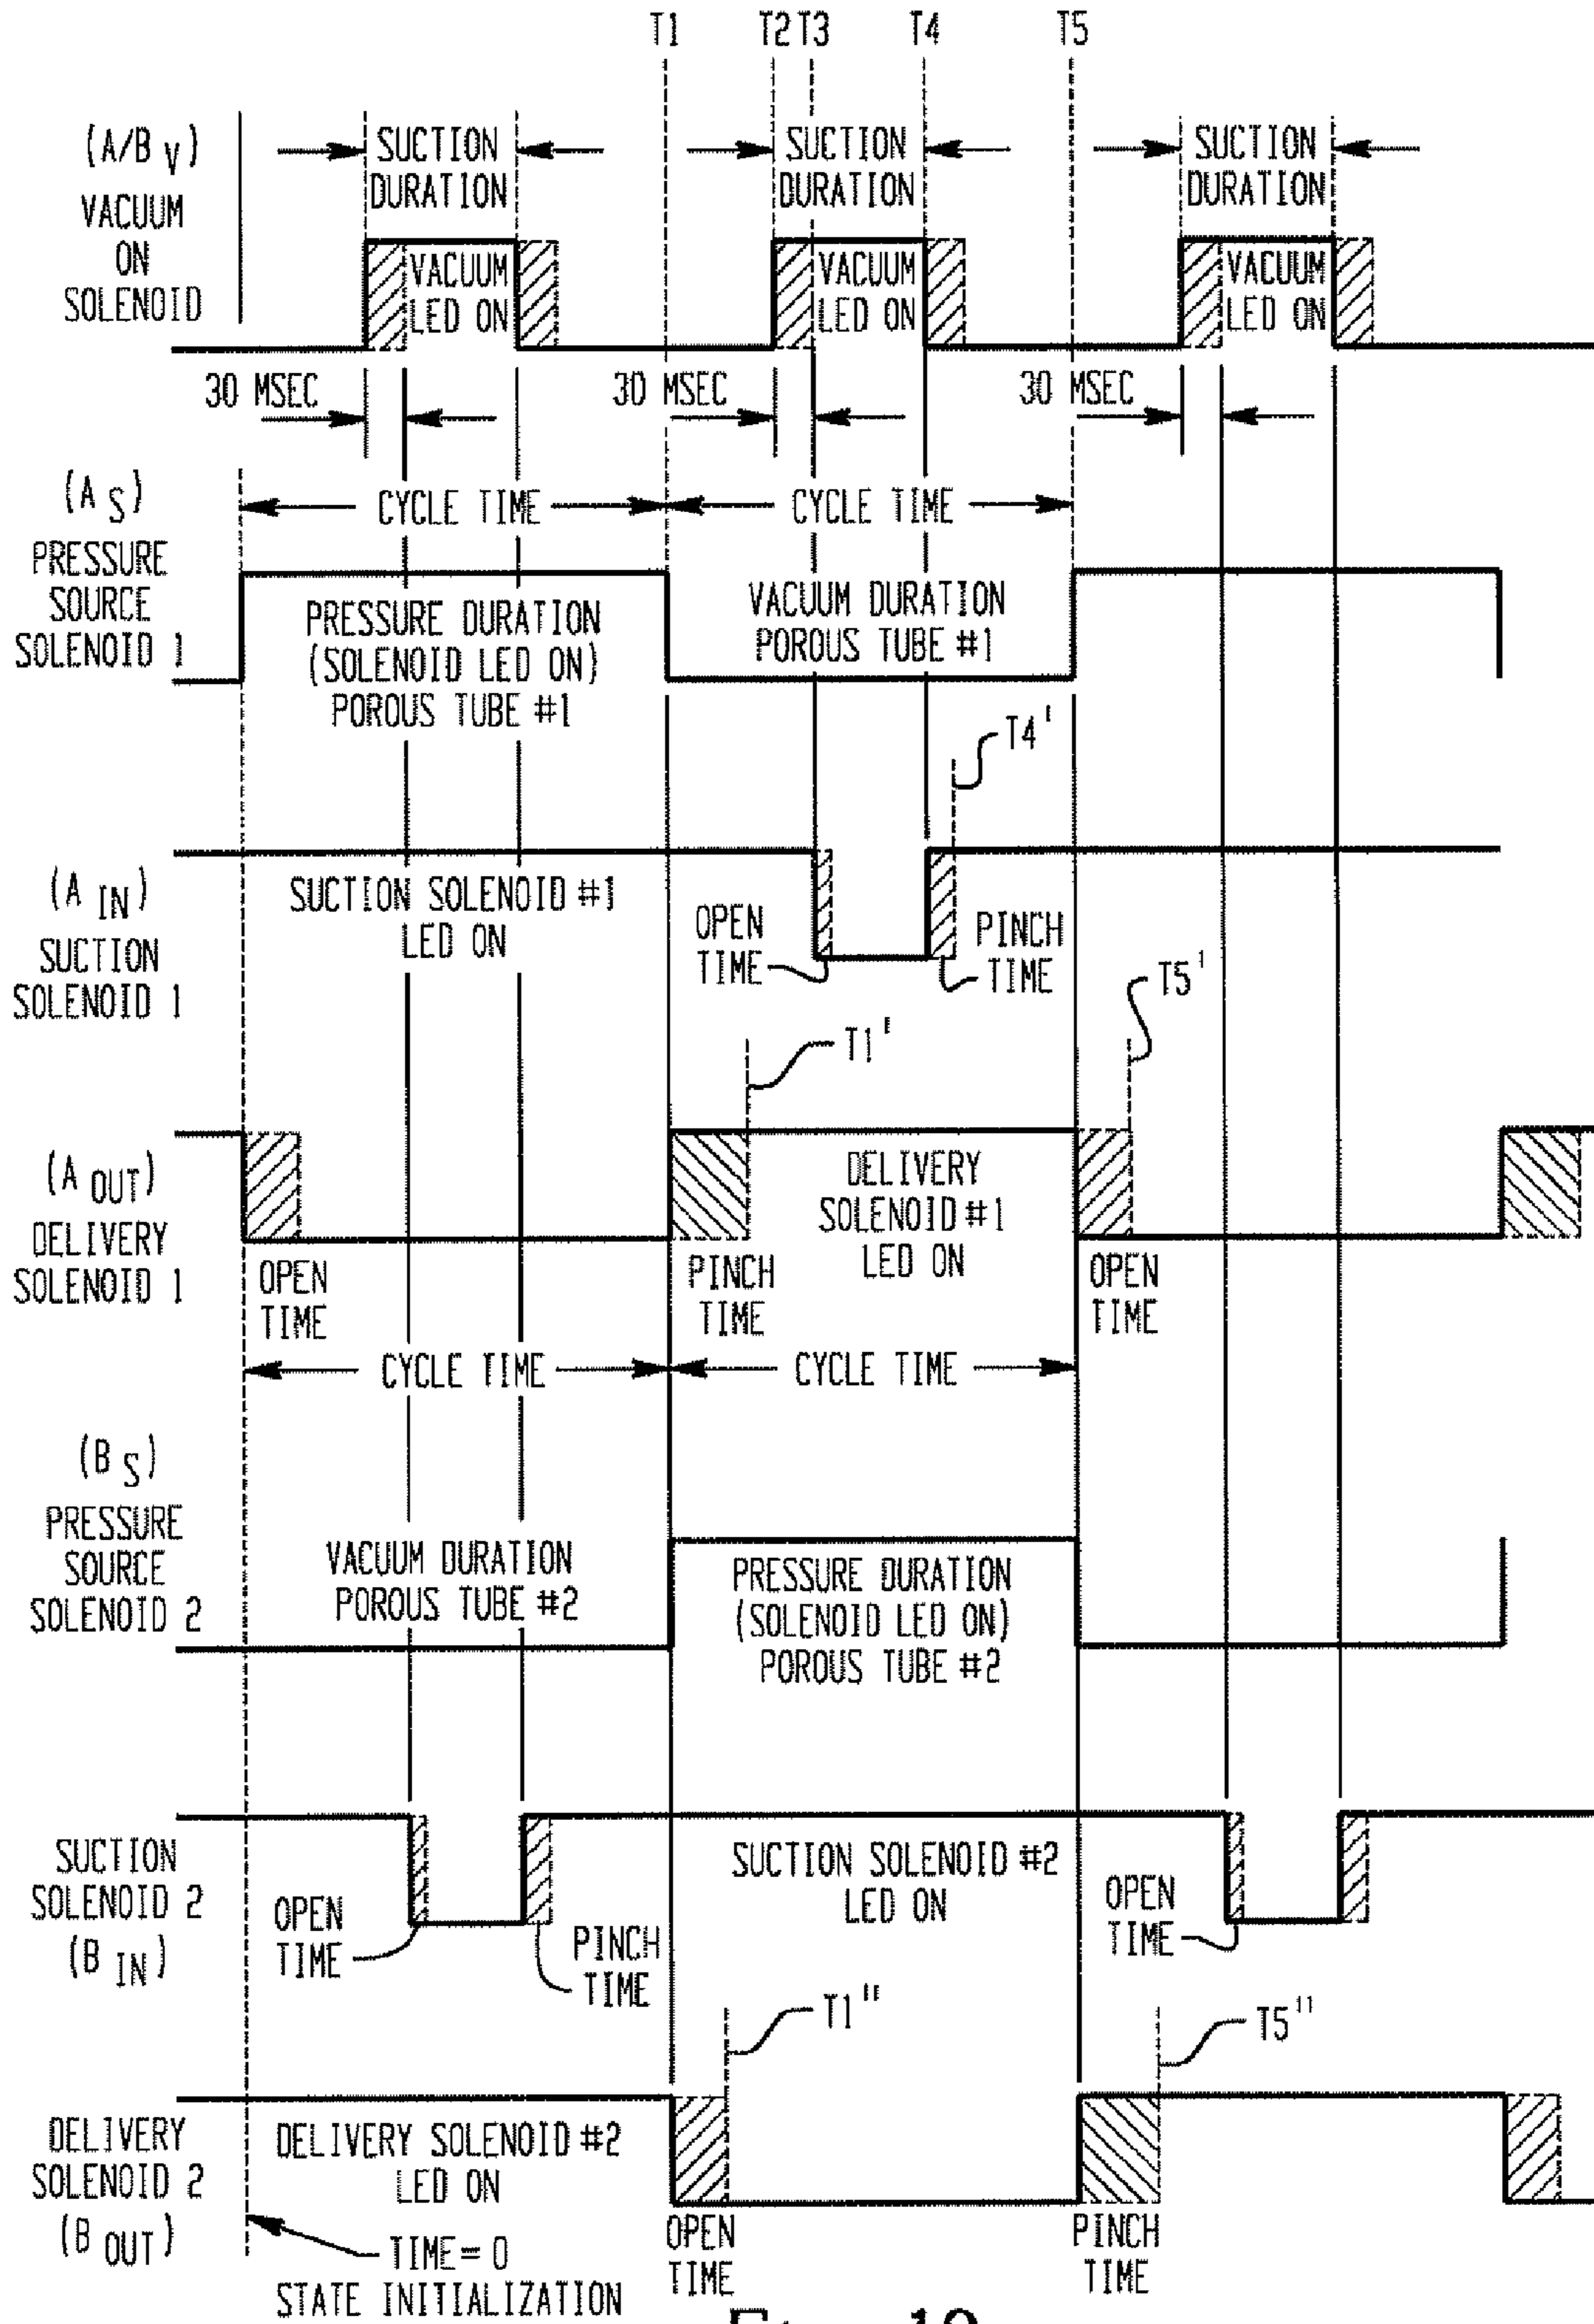 T1 T2 T3 T4 T5
(A/B V)
VACUUM
ON
SOLENOID
SUCTION
DURATION
SUCTION
DURATION
SUCTION
DURATION
VACUUM
LED ON
VACUUM
LED ON
VACUUM
LED ON
30 MSEC
30 MSEC
30 MSEC
(A S)
PRESSURE
SOURCE
SOLENOID 1
CYCLE TIME
CYCLE TIME
PRESSURE DURATION
(SOLENOID LED ON)
POROUS TUBE #1
VACUUM DURATION
POROUS TUBE #1
T4'
(A IN)
SUCTION
SOLENOID 1
SUCTION SOLENOID #1
LED ON
OPEN
TIME
PINCH
TIME
T1'
T5'
(A OUT)
DELIVERY
SOLENOID 1
OPEN
TIME
PINCH
TIME
DELIVERY
SOLENOID #1
LED ON
OPEN
TIME
CYCLE TIME
CYCLE TIME
(B S)
PRESSURE
SOURCE
SOLENOID 2
VACUUM DURATION
POROUS TUBE #2
PRESSURE DURATION
(SOLENOID LED ON)
POROUS TUBE #2
SUCTION
SOLENOID 2
(B IN)
OPEN
TIME
PINCH
TIME
SUCTION SOLENOID #2
LED ON
OPEN
TIME
T1"
T5"
DELIVERY
SOLENOID 2
(B OUT)
DELIVERY SOLENOID #2
LED ON
OPEN
TIME
PINCH
TIME
TIME= 0
STATE INITIALIZATION